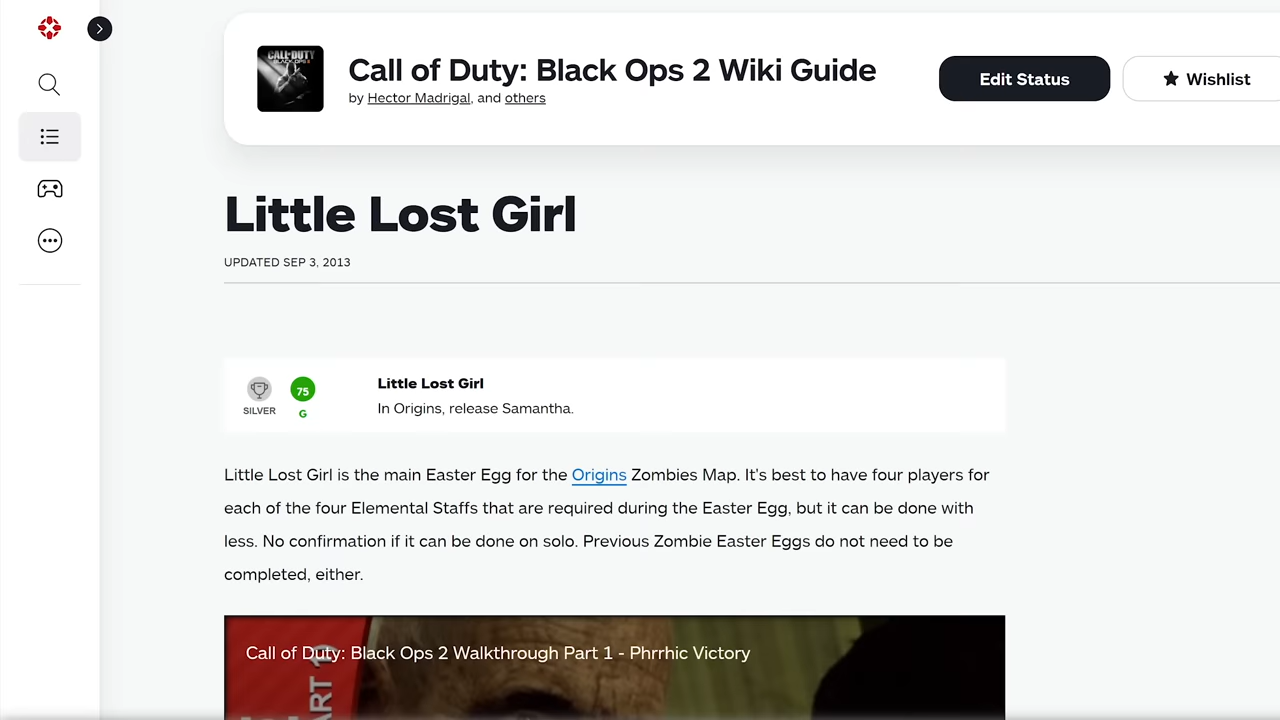 CALL·DUTY
BLACK OPS II
Call of Duty: Black Ops 2 Wiki Guide
by Hector Madrigal, and others
Edit Status
Wishlist
Little Lost Girl
UPDATED SEP 3, 2013
SILVER
75
G
Little Lost Girl
In Origins, release Samantha.
Little Lost Girl is the main Easter Egg for the Origins Zombies Map. It's best to have four players for
each of the four Elemental Staffs that are required during the Easter Egg, but it can be done with
less. No confirmation if it can be done on solo. Previous Zombie Easter Eggs do not need to be
completed, either.
Call of Duty: Black Ops 2 Walkthrough Part 1 - Phrrhic Victory